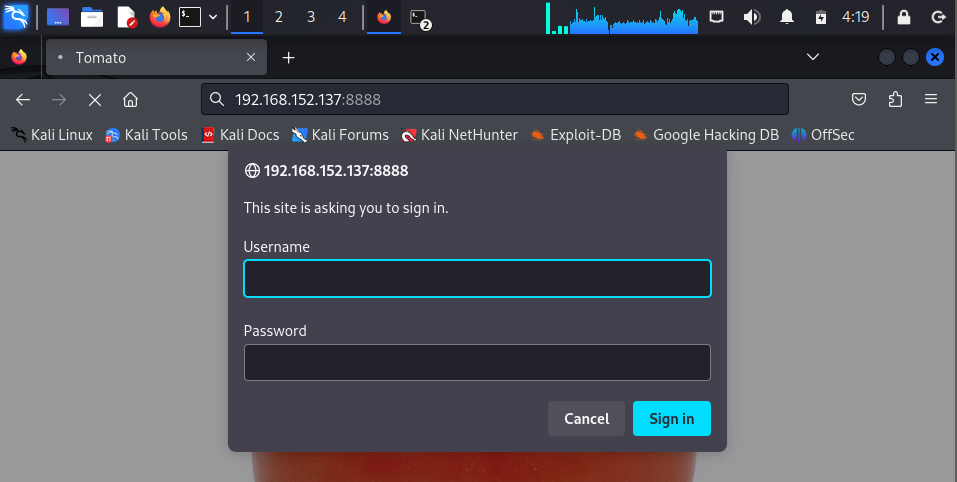 1 2 3 4 2 4:19
Tomato
192.168.152.137:8888
Kali Linux Kali Tools Kali Docs Kali Forums Kali NetHunter Exploit-DB Google Hacking DB OffSec
192.168.152.137:8888
This site is asking you to sign in.
Username
Password
Cancel Sign in